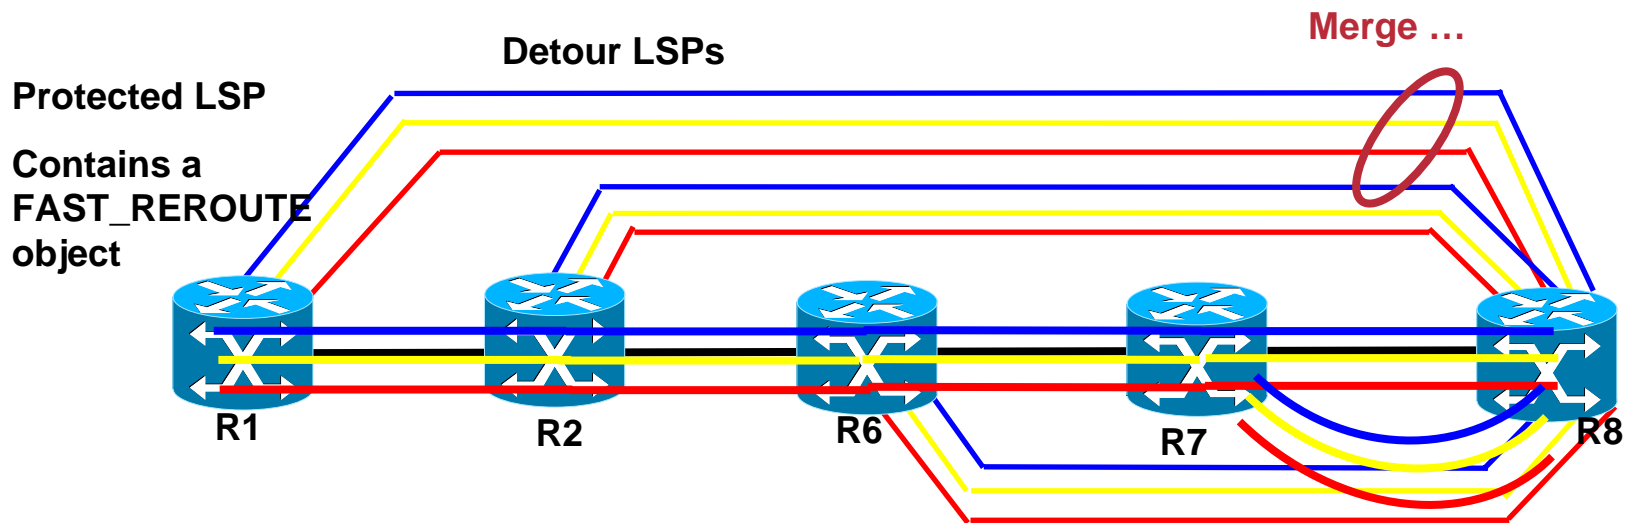 Merge …
Detour LSPs
Protected LSP
Contains a
FAST_REROUTE
object
R1
R2
R6
R7
R8